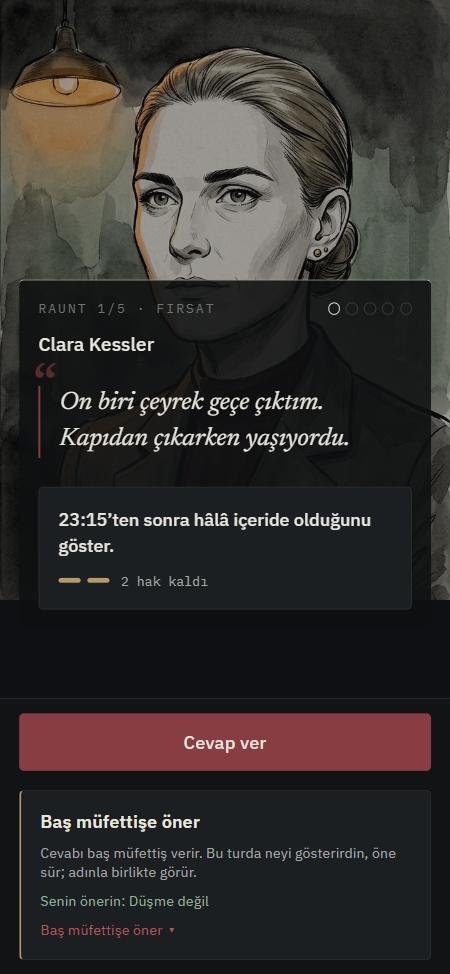 RAUNT 1/5 · FIRSAT
Clara Kessler
“
On biri çeyrek geçe çıktım.
Kapıdan çıkarken yaşıyordu.
23:15’ten sonra hâlâ içeride olduğunu
göster.
2 hak kaldı
Cevap ver
Baş müfettişe öner
Cevabı baş müfettiş verir. Bu turda neyi gösterirdin, öne
sür; adınla birlikte görür.
Senin önerin: Düşme değil
Baş müfettişe öner ▾